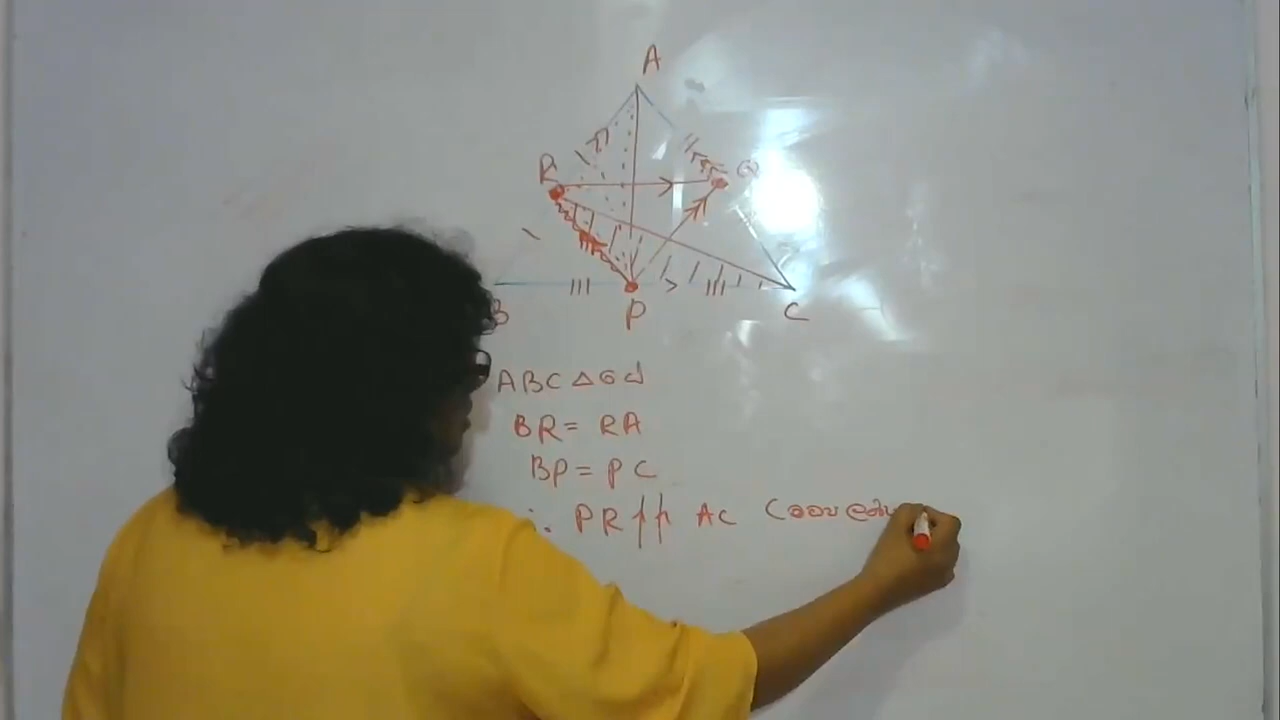 A
R
Q
B P C
ABC Δ යේ
BR = RA
BP = PC
∴ PR // AC (